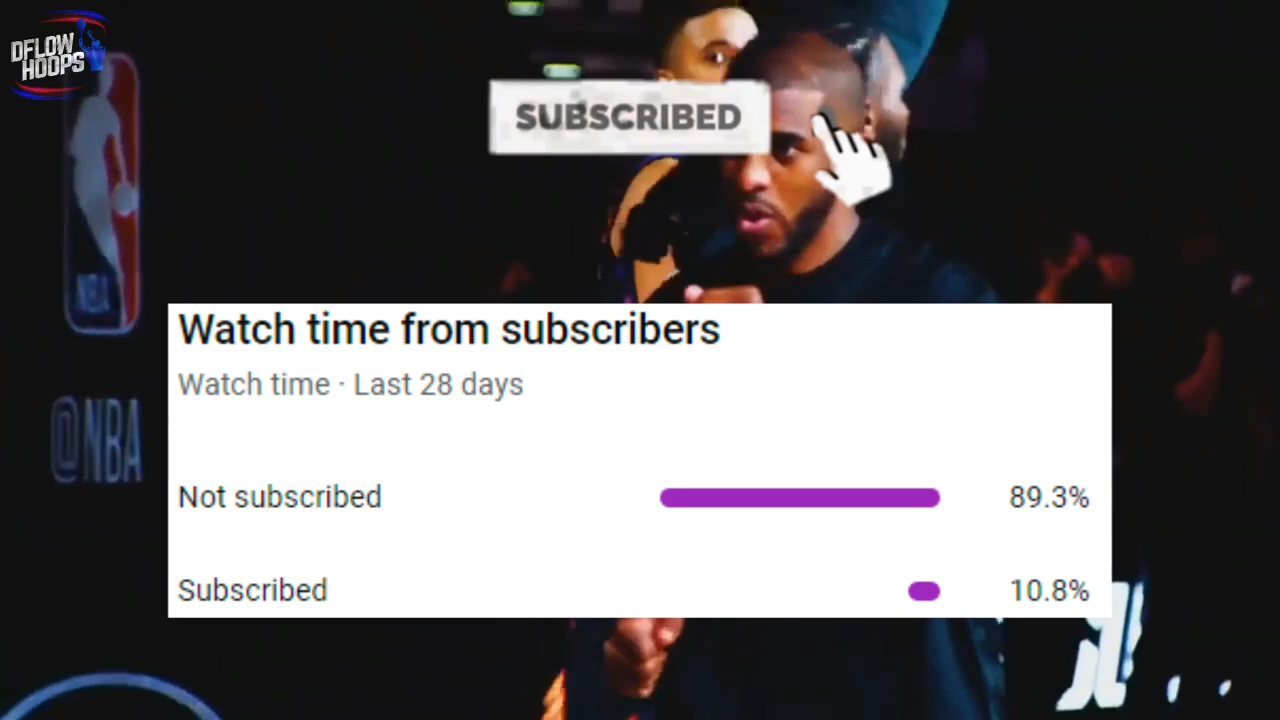 DFLOW
HOOPS
SUBSCRIBED
NBA
@NBA
Watch time from subscribers
Watch time · Last 28 days
Not subscribed 89.3%
Subscribed 10.8%